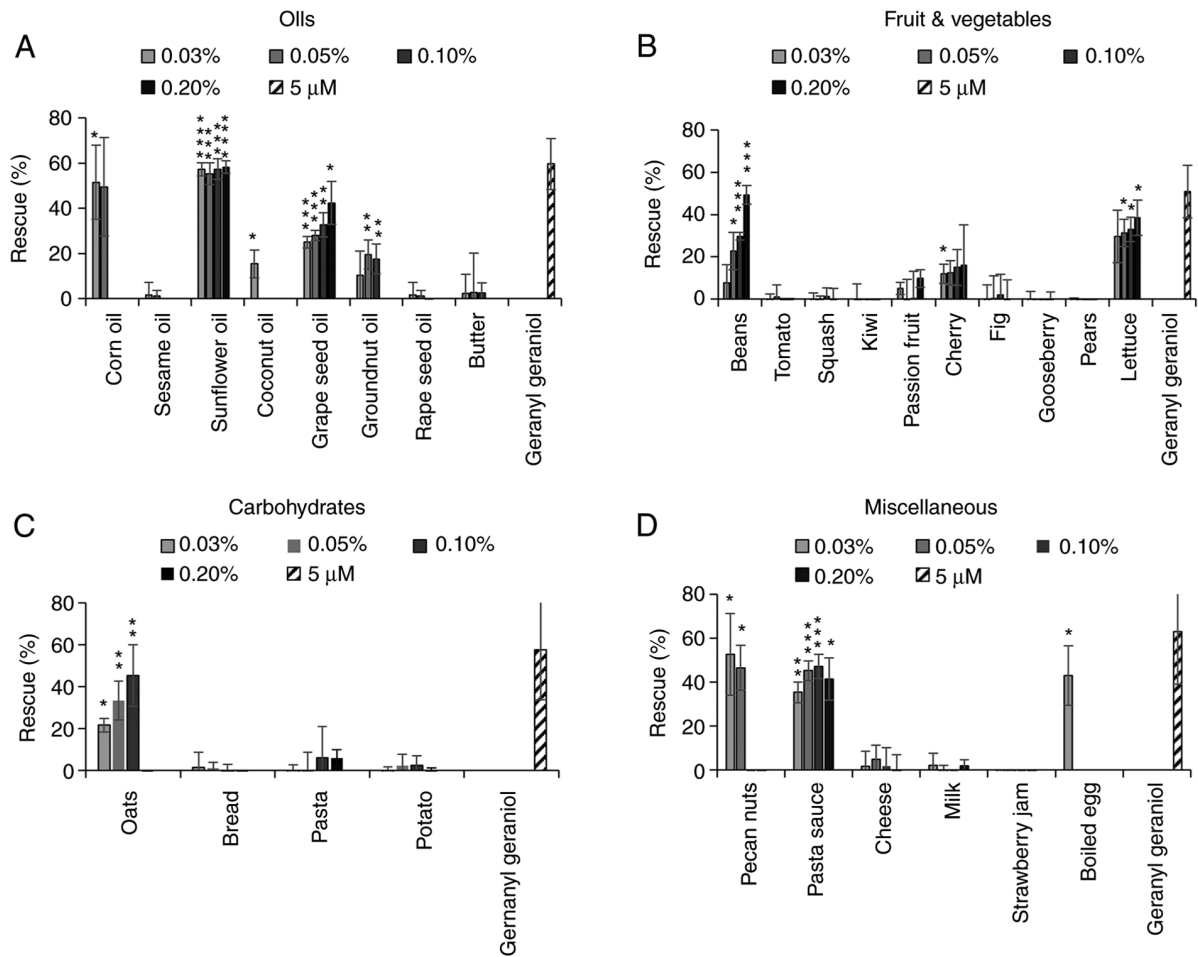 A
Olls
0.03% 0.05% 0.10%
0.20% 5 µM
Rescue (%)
80
60
40
20
0
* **** **** **** **** * *** *** ** * ** **
Corn oil
Sesame oil
Sunflower oil
Coconut oil
Grape seed oil
Groundnut oil
Rape seed oil
Butter
Geranyl geraniol
B
Fruit & vegetables
0.03% 0.05% 0.10%
0.20% 5 µM
Rescue (%)
80
60
40
20
0
* **** *** * * * *
Beans
Tomato
Squash
Kiwi
Passion fruit
Cherry
Fig
Gooseberry
Pears
Lettuce
Geranyl geraniol
C
Carbohydrates
0.03% 0.05% 0.10%
0.20% 5 µM
Rescue (%)
80
60
40
20
0
* ** **
Oats
Bread
Pasta
Potato
Gernanyl geraniol
D
Miscellaneous
0.03% 0.05% 0.10%
0.20% 5 µM
Rescue (%)
80
60
40
20
0
* * ** *** *** * *
Pecan nuts
Pasta sauce
Cheese
Milk
Strawberry jam
Boiled egg
Geranyl geraniol